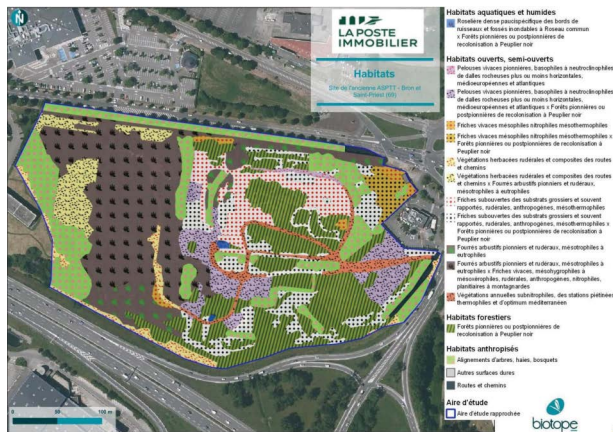 N
LA POSTE
IMMOBILIER
Habitats
Site de l'ancienne ASPTT - Bron et
Saint-Priest (69)
0 50 100 m
Habitats aquatiques et humides
Roselière dense paucispécifique des bords de
ruisseaux et fossés inondables à Roseau commun
x Forêts pionnières ou postpionnières de
recolonisation à Peuplier noir
Habitats ouverts, semi-ouverts
Pelouses vivaces pionnières, basophiles à neutroclinophiles
de dalles rocheuses plus ou moins horizontales,
médioeuropéennes et atlantiques
Pelouses vivaces pionnières, basophiles à neutroclinophiles
de dalles rocheuses plus ou moins horizontales,
médioeuropéennes et atlantiques x Forêts pionnières ou
postpionnières de recolonisation à Peuplier noir
Friches vivaces mésophiles nitrophiles mésothermophiles
Friches vivaces mésophiles nitrophiles mésothermophiles x
Forêts pionnières ou postpionnières de recolonisation à
Peuplier noir
Végétations herbacées rudérales et composites des routes
et chemins
Végétations herbacées rudérales et composites des routes
et chemins x Fourrés arbustifs pionniers et rudéraux,
mésotrophiles à eutrophiles
Friches subouvertes des substrats grossiers et souvent
rapportés, rudérales, anthropogènes, mésothermophiles
Friches subouvertes des substrats grossiers et souvent
rapportés, rudérales, anthropogènes, mésothermophiles x
Forêts pionnières ou postpionnières de recolonisation à
Peuplier noir
Fourrés arbustifs pionniers et rudéraux, mésotrophiles à
eutrophiles
Fourrés arbustifs pionniers et rudéraux, mésotrophiles à
eutrophiles x Friches vivaces, mésohygrophiles à
mésoxérophiles, rudérales, anthropogènes, nitrophiles,
planitiaires à montagnardes
Végétations annuelles subnitrophiles, des stations piétinées
thermophiles et d'optimum méditerranéen
Habitats forestiers
Forêts pionnières ou postpionnières de
recolonisation à Peuplier noir
Habitats anthropisés
Alignements d'arbres, haies, bosquets
Autres surfaces dures
Routes et chemins
Aire d'étude
Aire d'étude rapprochée
biotope